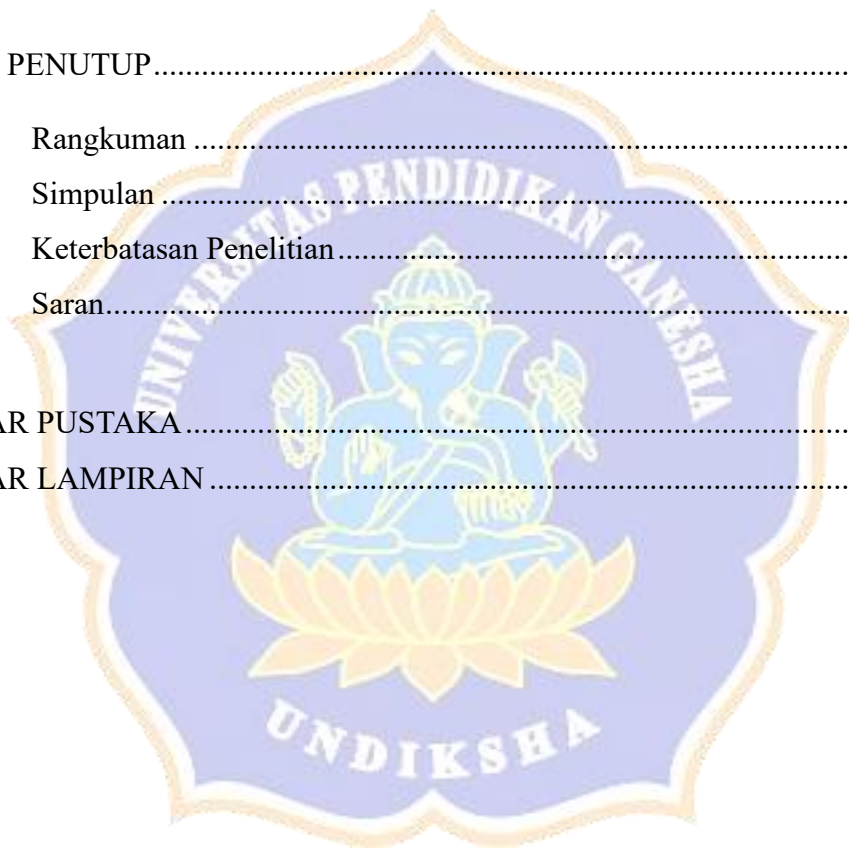 PENUTUP
Rangkuman
Simpulan
Keterbatasan Penelitian
Saran
AR PUSTAKA
AR LAMPIRAN
UNIVERSITAS PENDIDIKAN GANESHA
UNDIKSHA